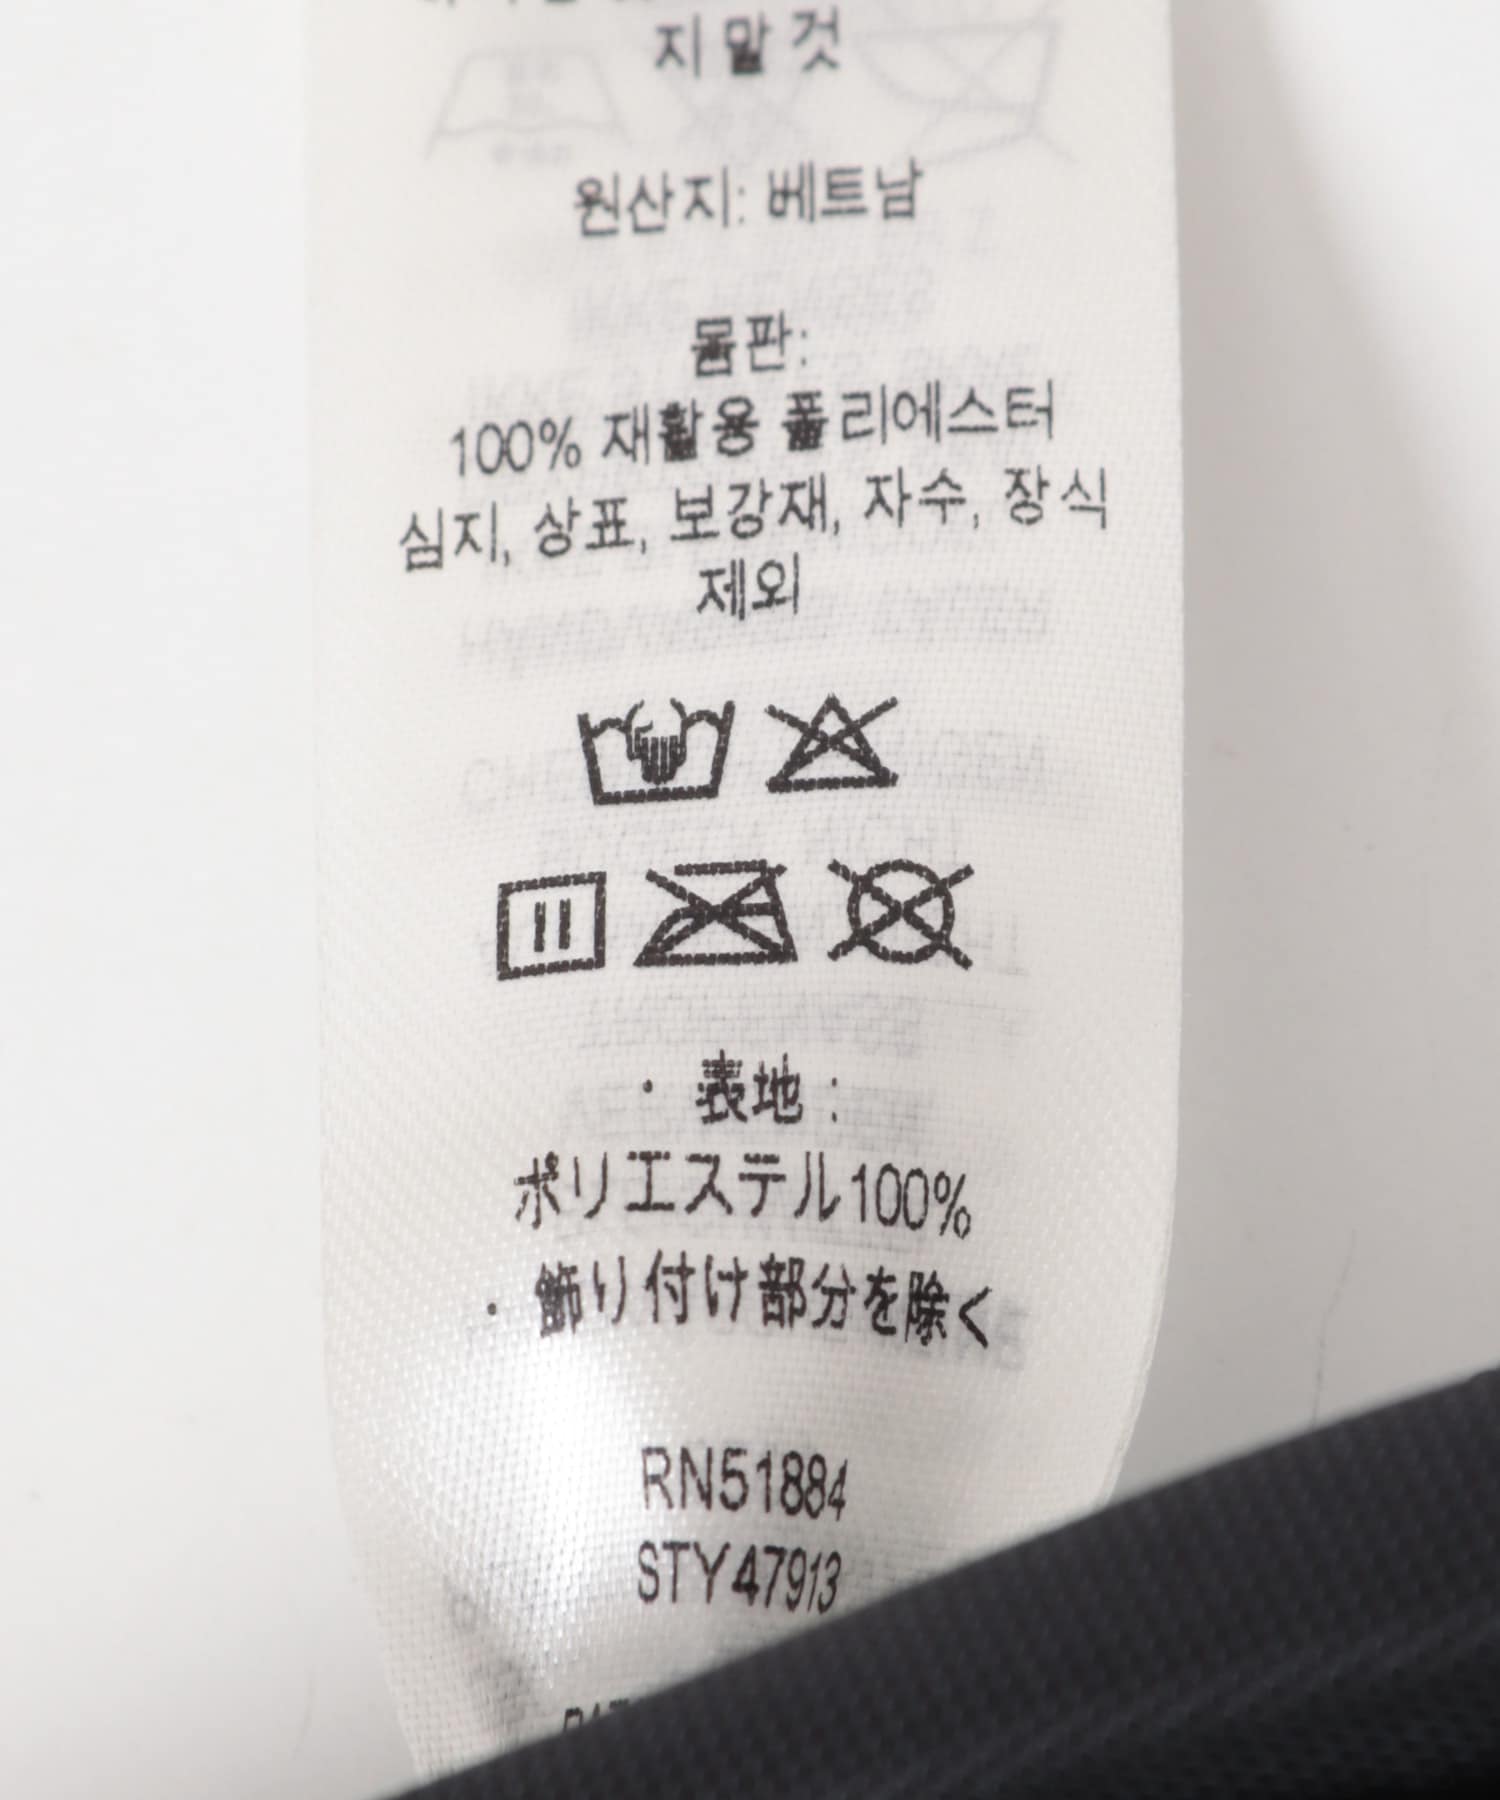 지 말 것
원산지: 베트남
몸판:
100% 재활용 폴리에스터
심지, 상표, 보강재, 자수, 장식
제외
・ 表地 :
ポリエステル100%
・ 飾り付け部分を除く
RN51884
STY47913